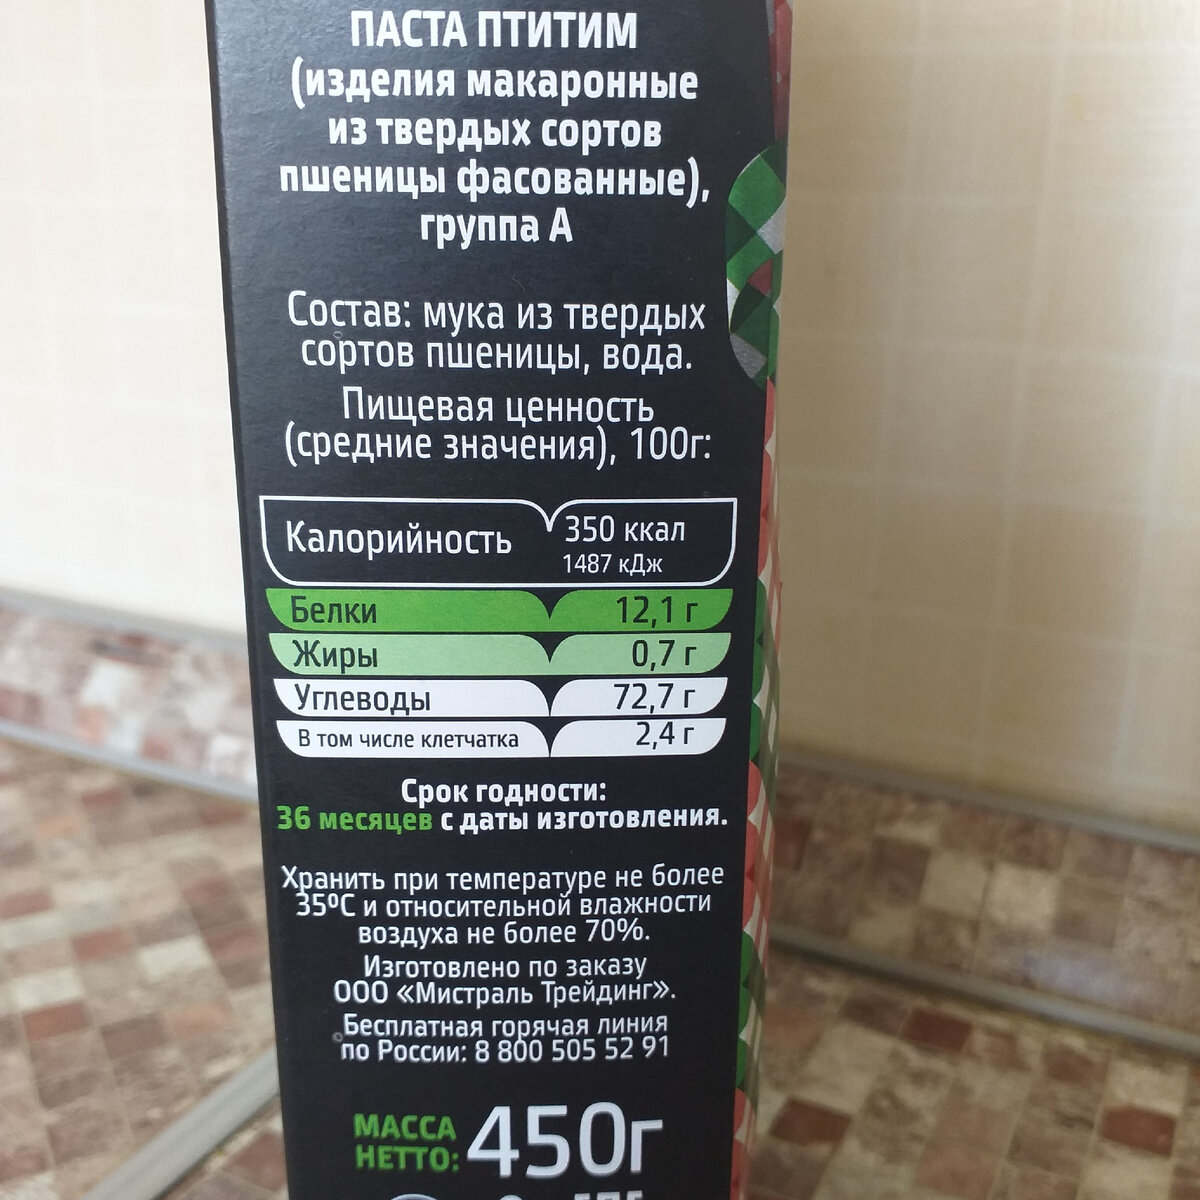 ПАСТА ПТИТИМ
(изделия макаронные
из твердых сортов
пшеницы фасованные),
группа А
Состав: мука из твердых
сортов пшеницы, вода.
Пищевая ценность
(средние значения), 100г:
Калорийность 350 ккал
1487 кДж
Белки 12,1 г
Жиры 0,7 г
Углеводы 72,7 г
В том числе клетчатка 2,4 г
Срок годности:
36 месяцев с даты изготовления.
Хранить при температуре не более
35ºС и относительной влажности
воздуха не более 70%.
Изготовлено по заказу
ООО «Мистраль Трейдинг».
Бесплатная горячая линия
по России: 8 800 505 52 91
МАССА
НЕТТО: 450г